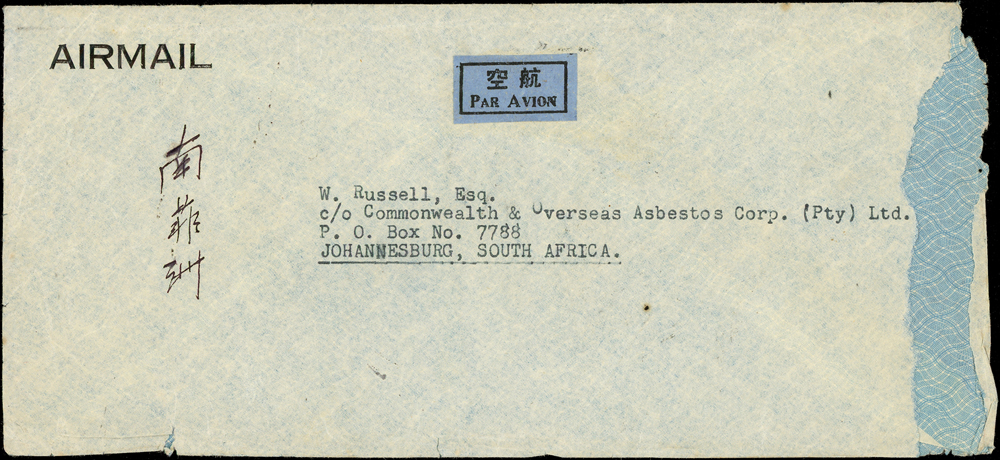 AIRMAIL
空航
PAR AVION
南
菲
洲
W. Russell, Esq.
c/o Commonwealth & Overseas Asbestos Corp. (Pty) Ltd.
P. O. Box No. 7788
JOHANNESBURG, SOUTH AFRICA.